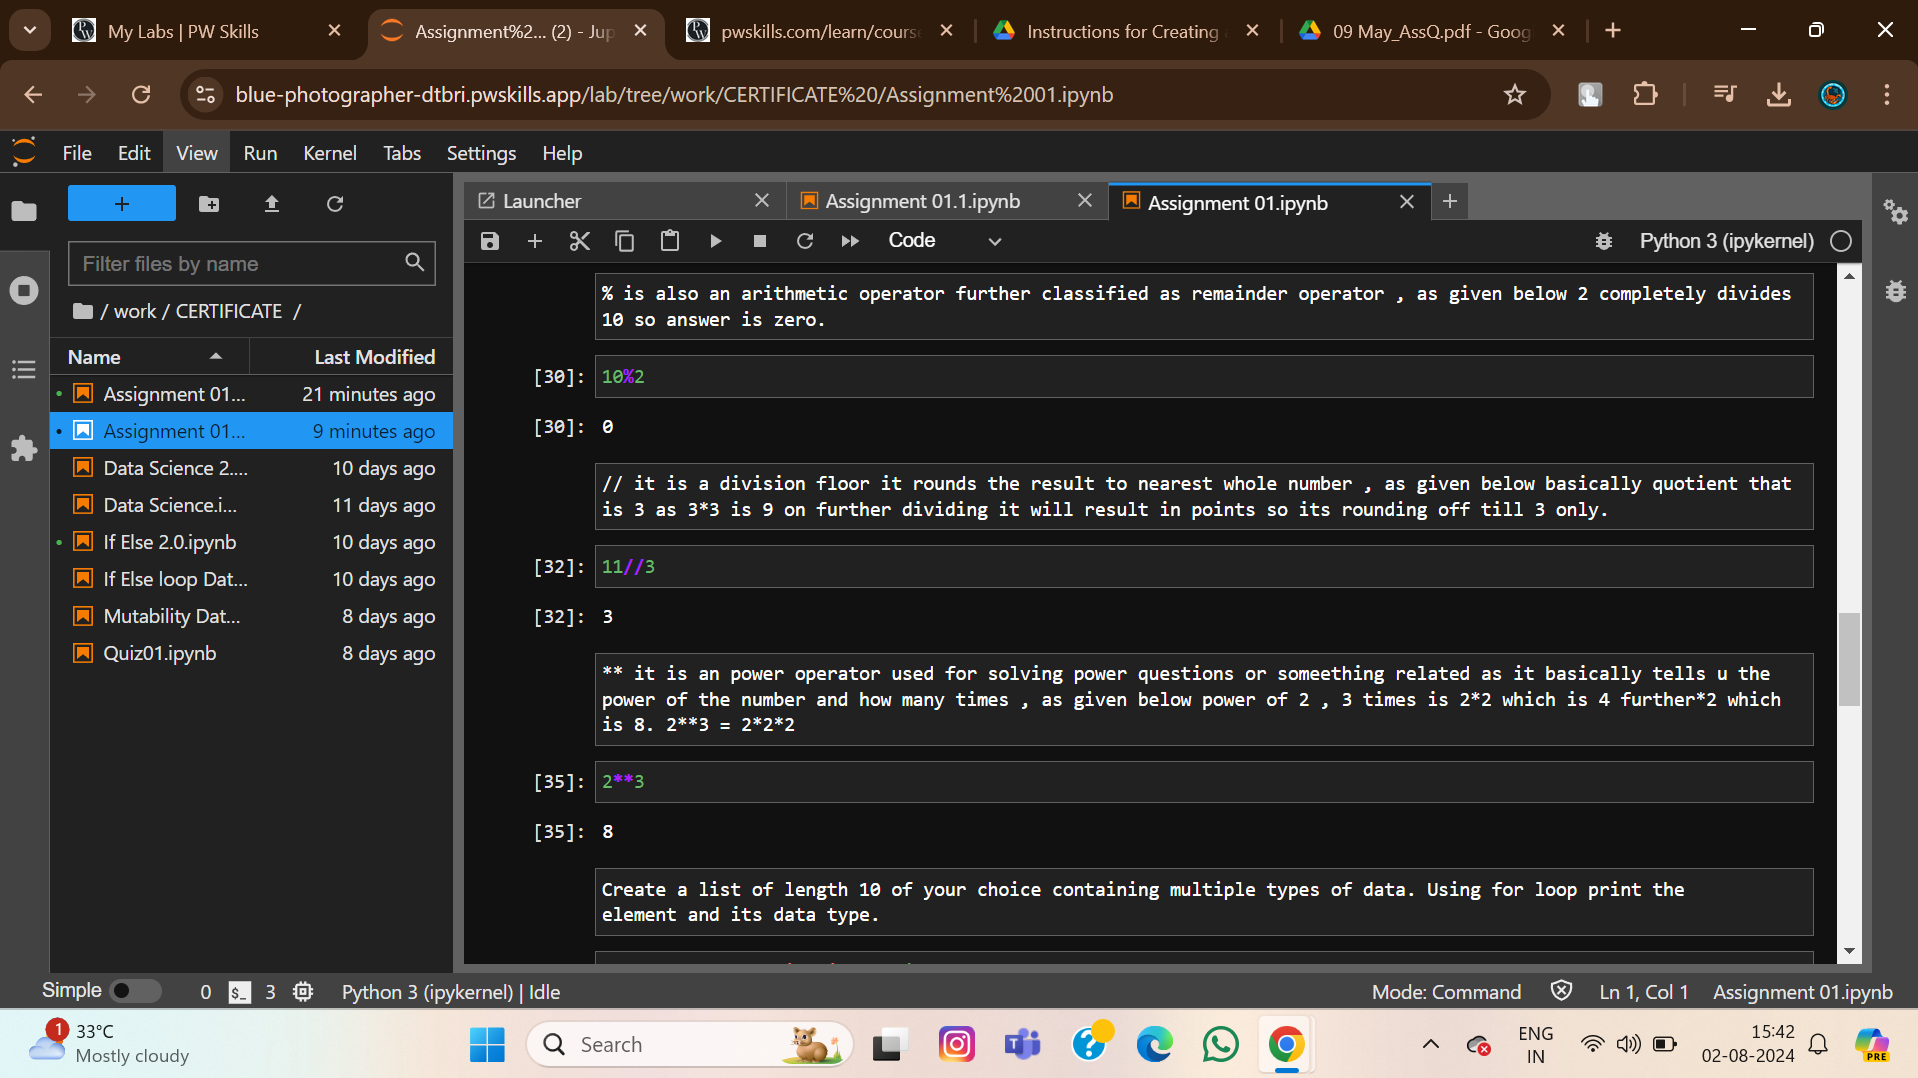 My Labs | PW Skills
Assignment%2... (2) - Jup
pwskills.com/learn/cours
Instructions for Creating
09 May_AssQ.pdf - Goog
blue-photographer-dtbri.pwskills.app/lab/tree/work/CERTIFICATE%20/Assignment%2001.ipynb
File Edit View Run Kernel Tabs Settings Help
Launcher
Assignment 01.1.ipynb
Assignment 01.ipynb
Code
Python 3 (ipykernel)
Filter files by name
/ work / CERTIFICATE /
Name Last Modified
Assignment 01... 21 minutes ago
Assignment 01... 9 minutes ago
Data Science 2.... 10 days ago
Data Science.i... 11 days ago
If Else 2.0.ipynb 10 days ago
If Else loop Dat... 10 days ago
Mutability Dat... 8 days ago
Quiz01.ipynb 8 days ago
% is also an arithmetic operator further classified as remainder operator , as given below 2 completely divides
10 so answer is zero.
[30]: 10%2
[30]: 0
// it is a division floor it rounds the result to nearest whole number , as given below basically quotient that
is 3 as 3*3 is 9 on further dividing it will result in points so its rounding off till 3 only.
[32]: 11//3
[32]: 3
** it is an power operator used for solving power questions or someething related as it basically tells u the
power of the number and how many times , as given below power of 2 , 3 times is 2*2 which is 4 further*2 which
is 8. 2**3 = 2*2*2
[35]: 2**3
[35]: 8
Create a list of length 10 of your choice containing multiple types of data. Using for loop print the
element and its data type.
Simple 0 $_ 3 Python 3 (ipykernel) | Idle
Mode: Command Ln 1, Col 1 Assignment 01.ipynb
1
33°C
Mostly cloudy
Search
ENG
IN
15:42
02-08-2024
PRE